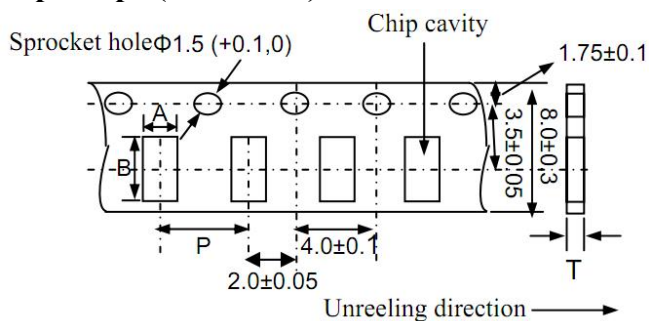 Chip cavity
Sprocket holeΦ1.5 (+0.1,0)
1.75±0.1
A
B
3.5±0.05
8.0±0.3
P
4.0±0.1
2.0±0.05
T
Unreeling direction